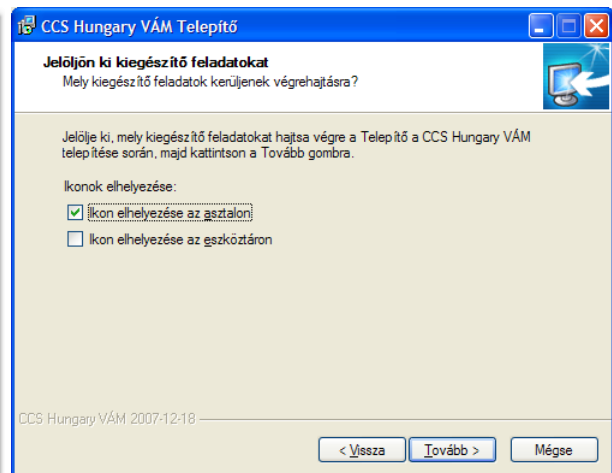 CCS Hungary VÁM Telepítő
Jelöljön ki kiegészítő feladatokat
Mely kiegészítő feladatok kerüljenek végrehajtásra?
Jelölje ki, mely kiegészítő feladatokat hajtsa végre a Telepítő a CCS Hungary VÁM
telepítése során, majd kattintson a Tovább gombra.
Ikonok elhelyezése:
Ikon elhelyezése az asztalon
Ikon elhelyezése az eszköztáron
CCS Hungary VÁM 2007-12-18
< Vissza
Tovább >
Mégse